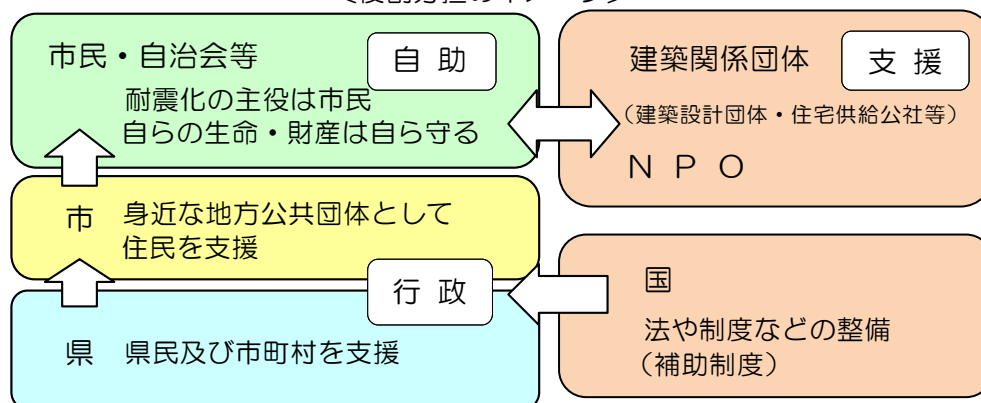 市民・自治会等
自 助
耐震化の主役は市民
自らの生命・財産は自ら守る
建築関係団体
支 援
（建築設計団体・住宅供給公社等）
ＮＰＯ
市
身近な地方公共団体として
住民を支援
行 政
県
県民及び市町村を支援
国
法や制度などの整備
（補助制度）